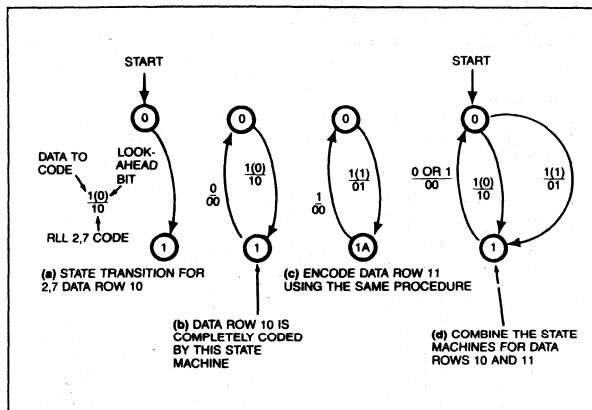 START
0
DATA TO
CODE
LOOK-
AHEAD
BIT
1(0)
10
RLL 2,7 CODE
1
(a) STATE TRANSITION FOR
2,7 DATA ROW 10
0
0
00
1(0)
10
1
(b) DATA ROW 10 IS
COMPLETELY CODED
BY THIS STATE
MACHINE
0
1
00
1(1)
01
1A
(c) ENCODE DATA ROW 11
USING THE SAME PROCEDURE
START
0
0 OR 1
00
1(0)
10
1(1)
01
1
(d) COMBINE THE STATE
MACHINES FOR DATA
ROWS 10 AND 11